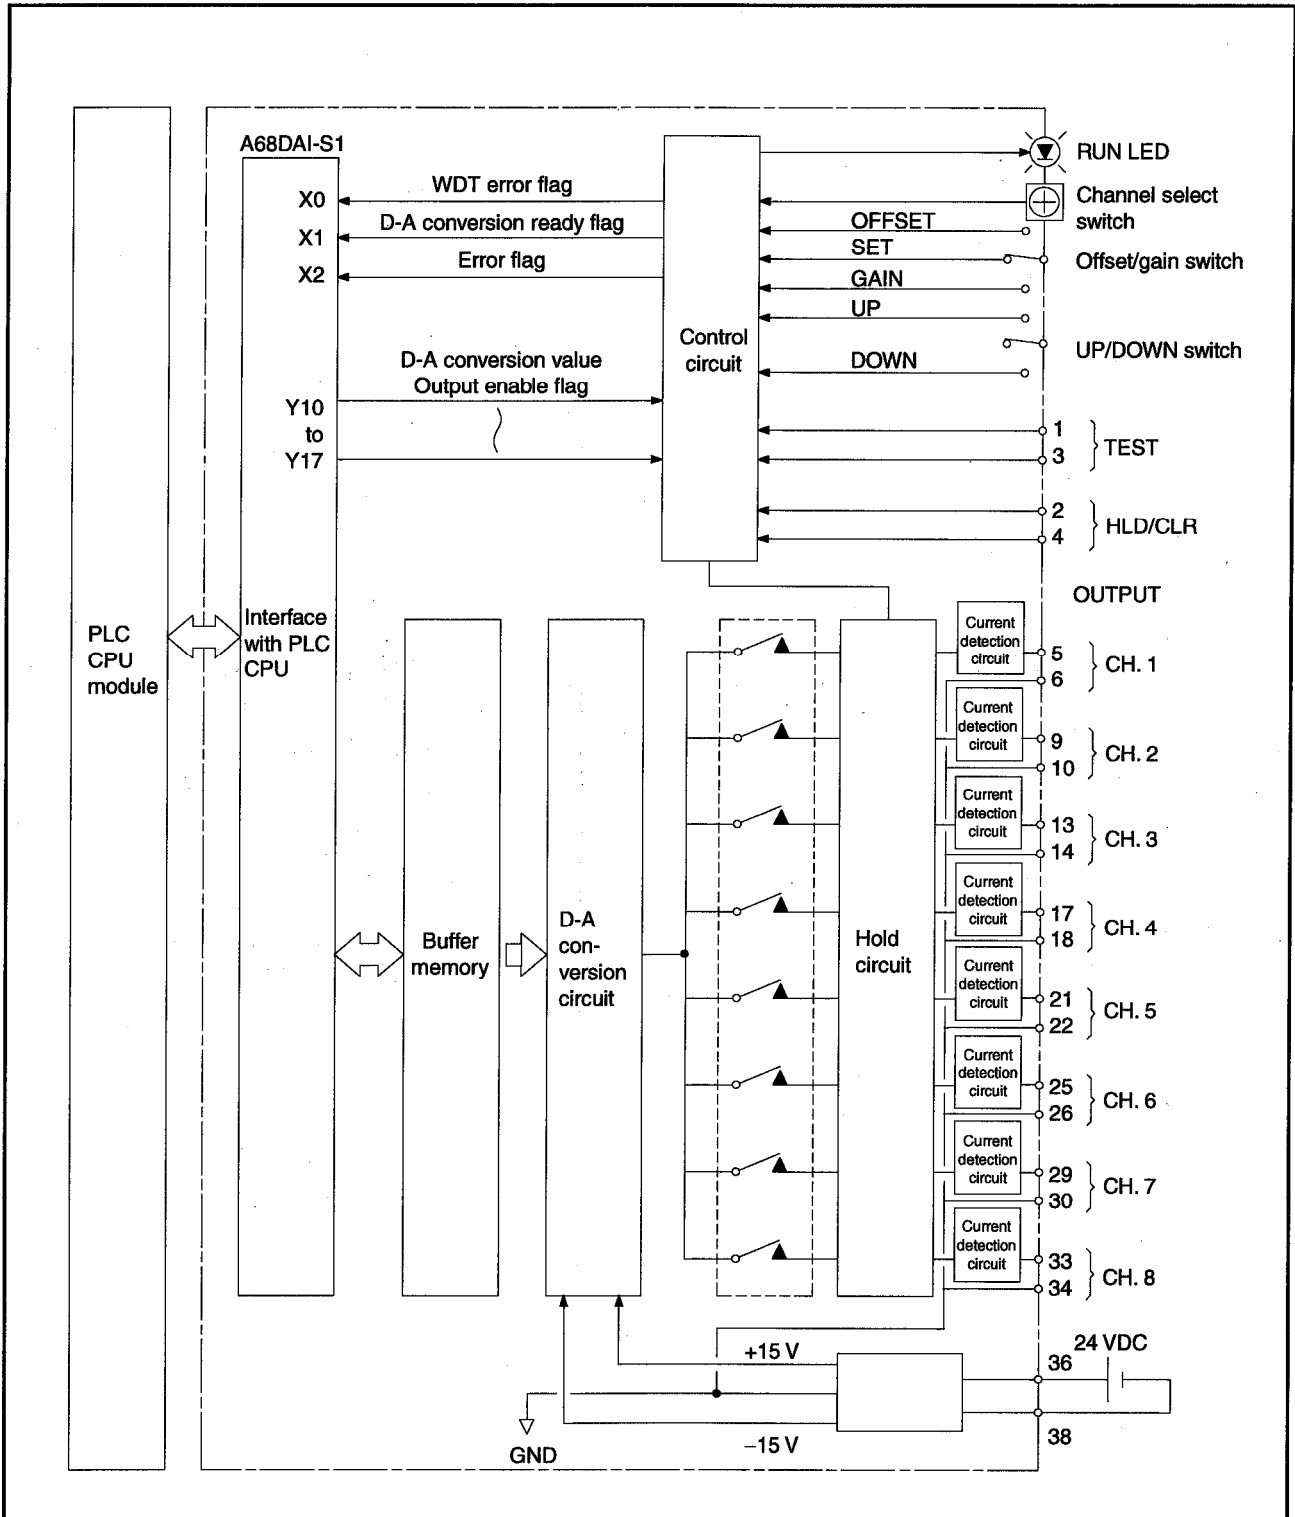 A68DAI-S1
RUN LED
X0
WDT error flag
Channel select
switch
X1
D-A conversion ready flag
OFFSET
X2
Error flag
SET
Offset/gain switch
GAIN
UP
Control
circuit
UP/DOWN switch
DOWN
D-A conversion value
Output enable flag
Y10
to
Y17
1
3
TEST
2
4
HLD/CLR
OUTPUT
PLC
CPU
module
Interface
with PLC
CPU
Buffer
memory
D-A
con-
version
circuit
Hold
circuit
Current
detection
circuit
5
6
CH. 1
Current
detection
circuit
9
10
CH. 2
Current
detection
circuit
13
14
CH. 3
Current
detection
circuit
17
18
CH. 4
Current
detection
circuit
21
22
CH. 5
Current
detection
circuit
25
26
CH. 6
Current
detection
circuit
29
30
CH. 7
Current
detection
circuit
33
34
CH. 8
+15 V
36
24 VDC
GND
−15 V
38